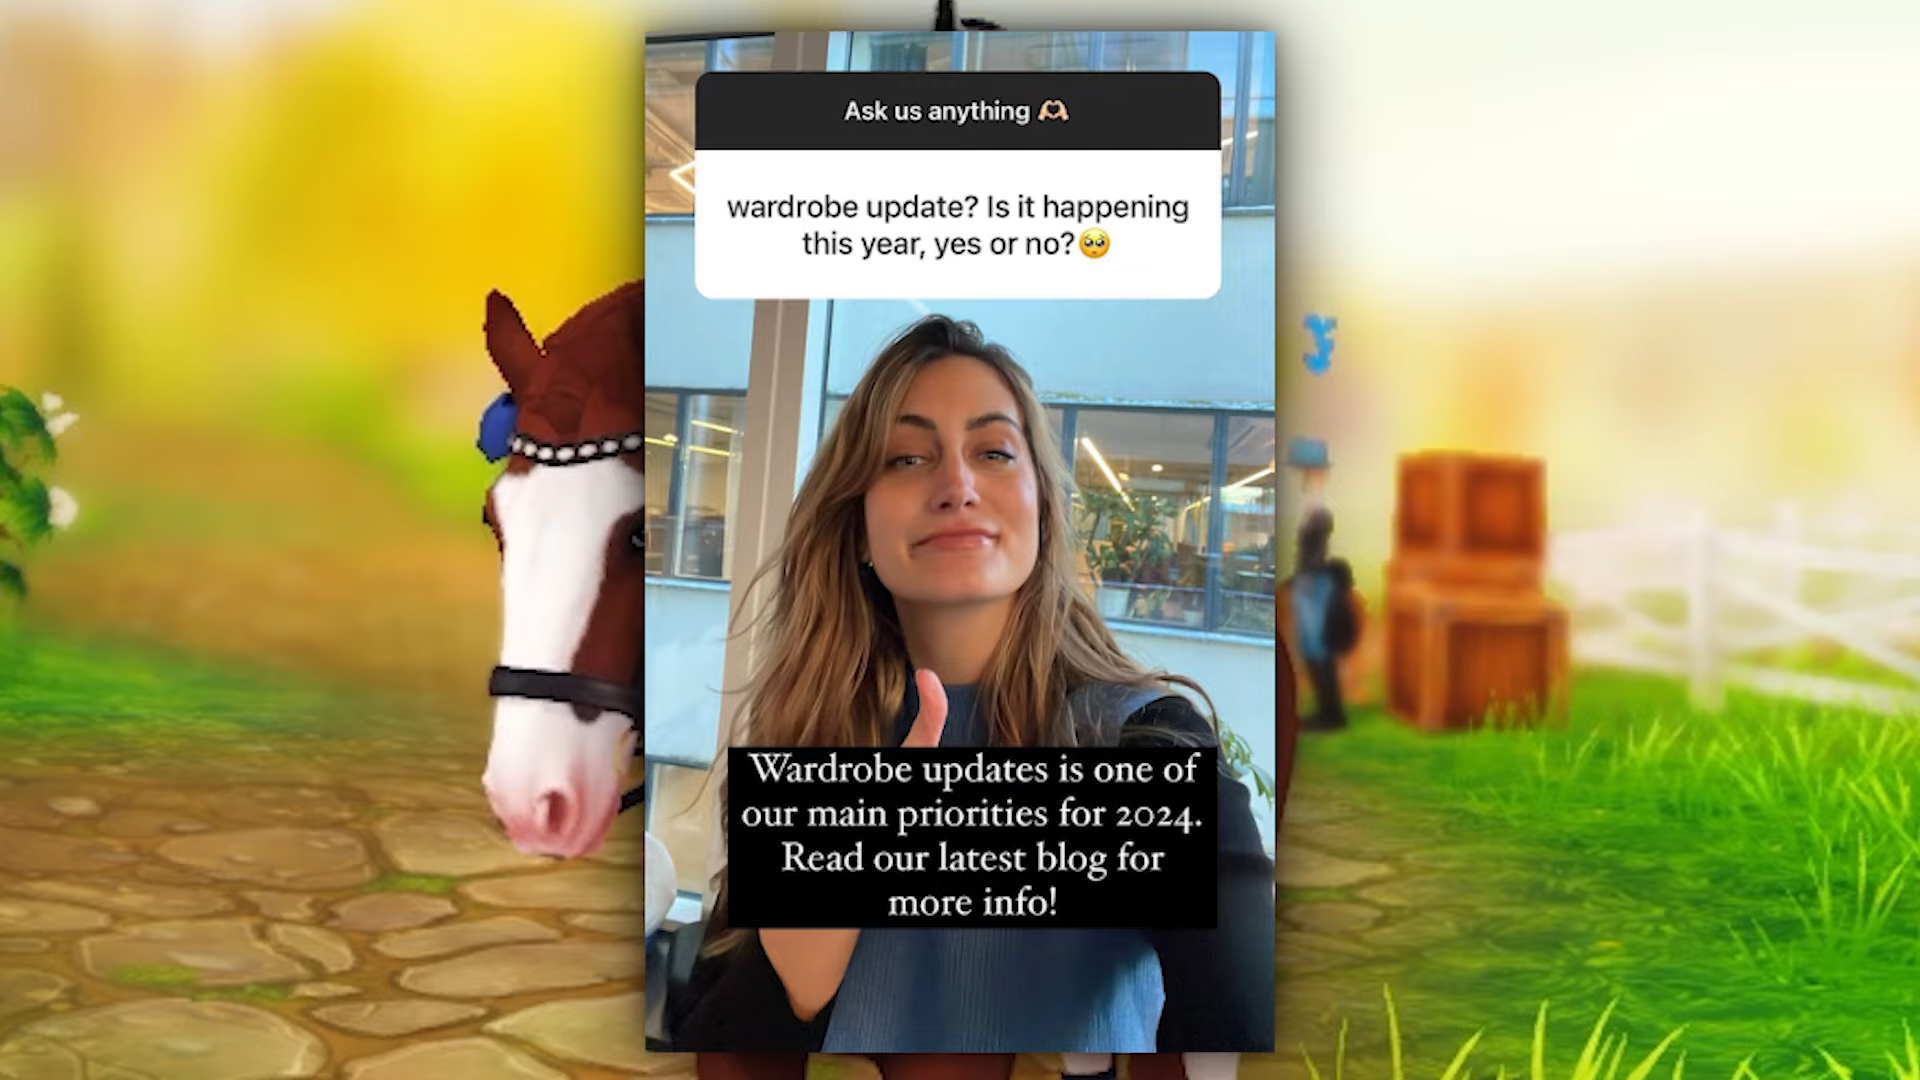 Ask us anything 🫶🏼
wardrobe update? Is it happening
this year, yes or no?🥺
Wardrobe updates is one of
our main priorities for 2024.
Read our latest blog for
more info!